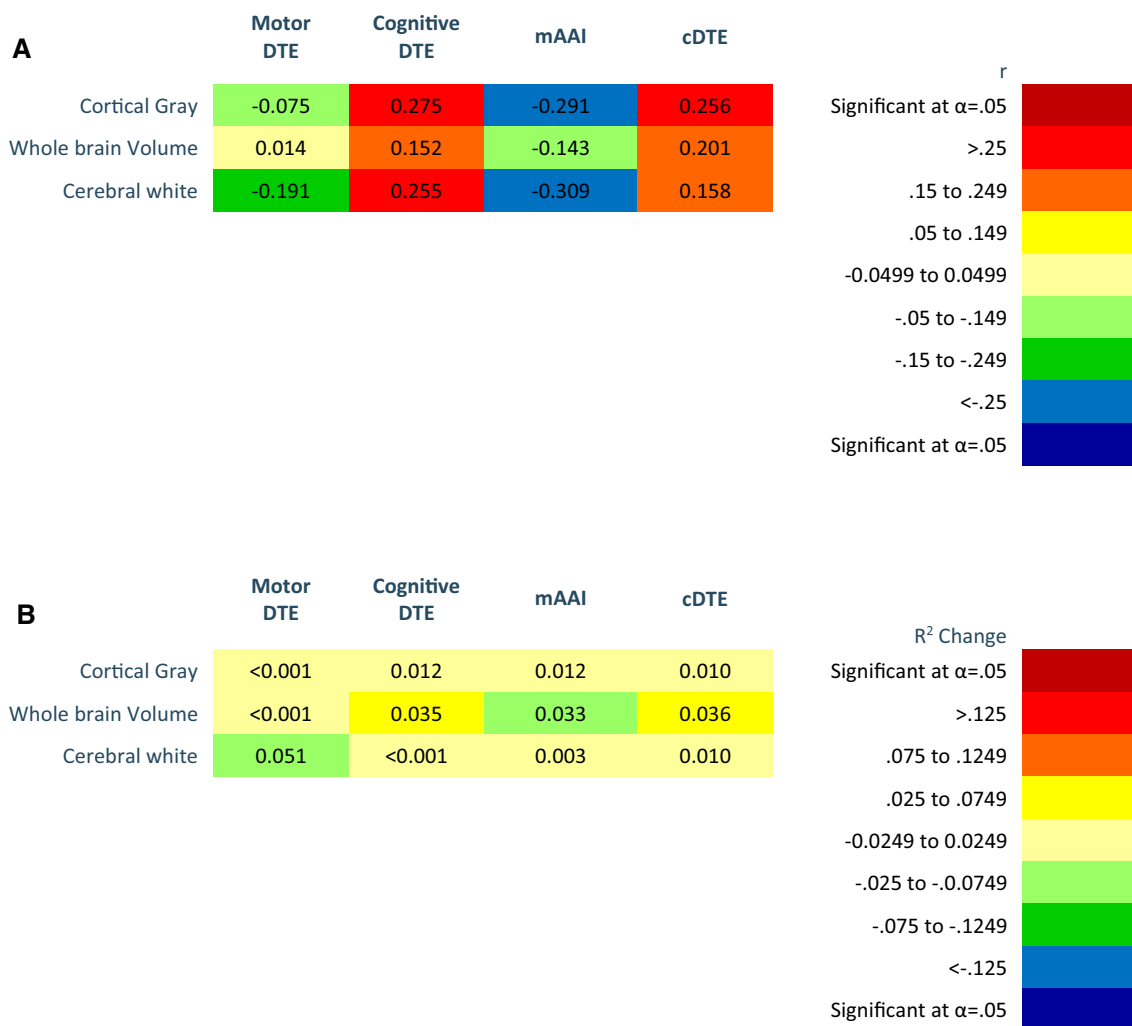 A
Motor DTE Cognitive DTE mAAI cDTE
Cortical Gray -0.075 0.275 -0.291 0.256
Whole brain Volume 0.014 0.152 -0.143 0.201
Cerebral white -0.191 0.255 -0.309 0.158
r
Significant at α=.05
>.25
.15 to .249
.05 to .149
-0.0499 to 0.0499
-.05 to -.149
-.15 to -.249
<-.25
Significant at α=.05
B
Motor DTE Cognitive DTE mAAI cDTE
Cortical Gray <0.001 0.012 0.012 0.010
Whole brain Volume <0.001 0.035 0.033 0.036
Cerebral white 0.051 <0.001 0.003 0.010
R² Change
Significant at α=.05
>.125
.075 to .1249
.025 to .0749
-0.0249 to 0.0249
-.025 to -.0.0749
-.075 to -.1249
<-.125
Significant at α=.05